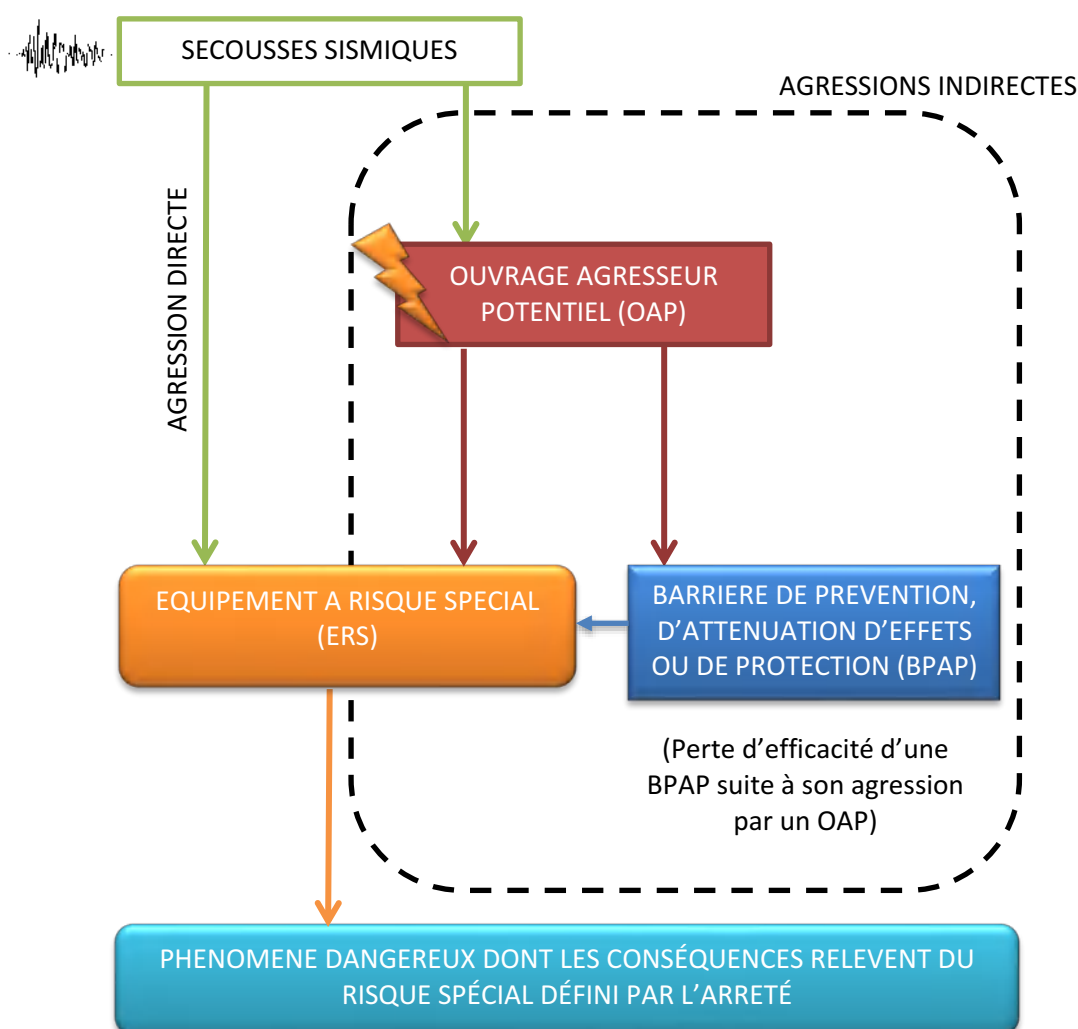 SECOUSSES SISMIQUES
AGRESSIONS INDIRECTES
AGRESSION DIRECTE
OUVRAGE AGRESSEUR
POTENTIEL (OAP)
EQUIPEMENT A RISQUE SPECIAL
(ERS)
BARRIERE DE PREVENTION,
D’ATTENUATION D’EFFETS
OU DE PROTECTION (BPAP)
(Perte d’efficacité d’une
BPAP suite à son agression
par un OAP)
PHENOMENE DANGEREUX DONT LES CONSÉQUENCES RELEVENT DU
RISQUE SPÉCIAL DÉFINI PAR L’ARRETÉ